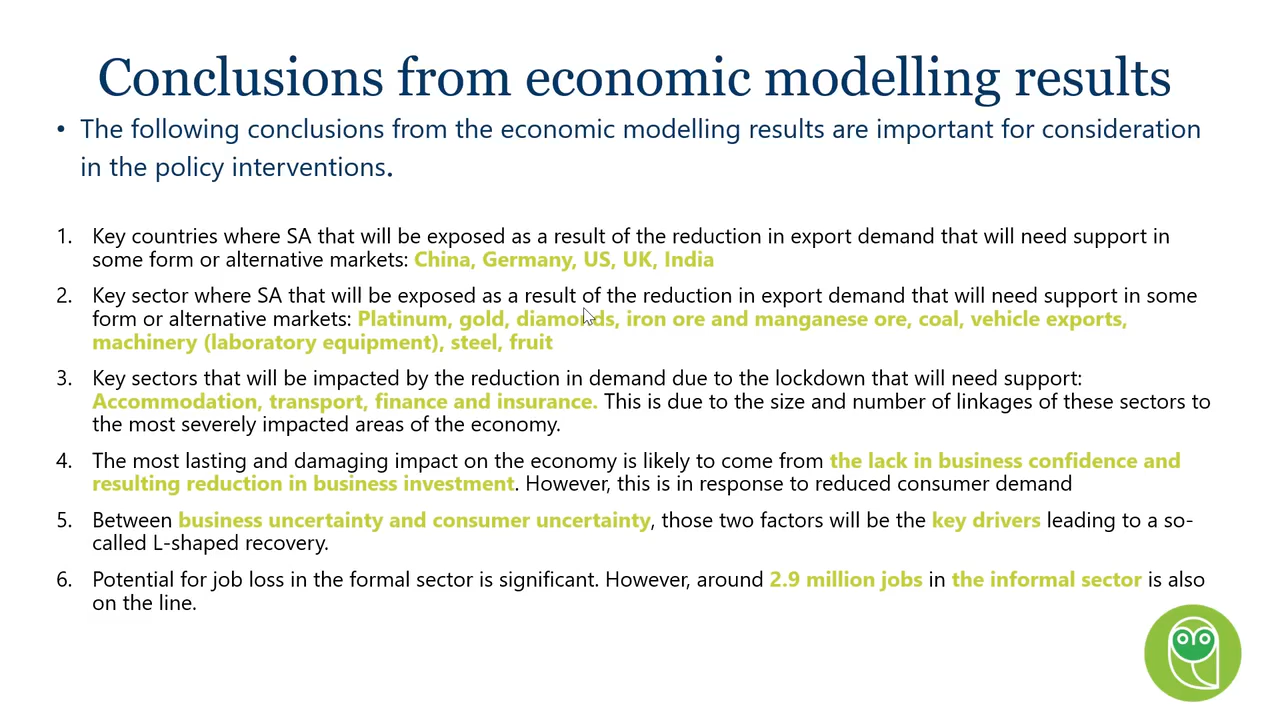 Conclusions from economic modelling results
• The following conclusions from the economic modelling results are important for consideration
in the policy interventions.
1. Key countries where SA that will be exposed as a result of the reduction in export demand that will need support in
some form or alternative markets: China, Germany, US, UK, India
2. Key sector where SA that will be exposed as a result of the reduction in export demand that will need support in some
form or alternative markets: Platinum, gold, diamonds, iron ore and manganese ore, coal, vehicle exports,
machinery (laboratory equipment), steel, fruit
3. Key sectors that will be impacted by the reduction in demand due to the lockdown that will need support:
Accommodation, transport, finance and insurance. This is due to the size and number of linkages of these sectors to
the most severely impacted areas of the economy.
4. The most lasting and damaging impact on the economy is likely to come from the lack in business confidence and
resulting reduction in business investment. However, this is in response to reduced consumer demand
5. Between business uncertainty and consumer uncertainty, those two factors will be the key drivers leading to a so-
called L-shaped recovery.
6. Potential for job loss in the formal sector is significant. However, around 2.9 million jobs in the informal sector is also
on the line.